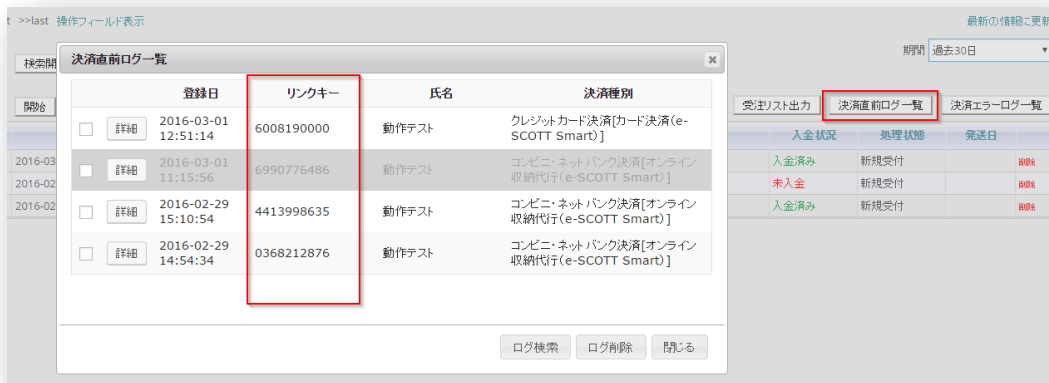 t >>last 操作フィールド表示 最新の情報に更新
検索開 期間 過去30日
決済直前ログ一覧
登録日 リンクキー 氏名 決済種別
開始 受注リスト出力 決済直前ログ一覧 決済エラーログ一覧
詳細 2016-03-01 12:51:14 6008190000 動作テスト クレジットカード決済[カード決済(e-
SCOTT Smart)]
入金状況 処理状態 発送日
詳細 2016-03-01 11:15:56 6990776486 動作テスト コンビニ・ネットバンク決済[オンライン
収納代行(e-SCOTT Smart)]
2016-03 入金済み 新規受付 削除
2016-02 未入金 新規受付 削除
2016-02 入金済み 新規受付 削除
詳細 2016-02-29 15:10:54 4413998635 動作テスト コンビニ・ネットバンク決済[オンライン
収納代行(e-SCOTT Smart)]
詳細 2016-02-29 14:54:34 0368212876 動作テスト コンビニ・ネットバンク決済[オンライン
収納代行(e-SCOTT Smart)]
ログ検索 ログ削除 閉じる